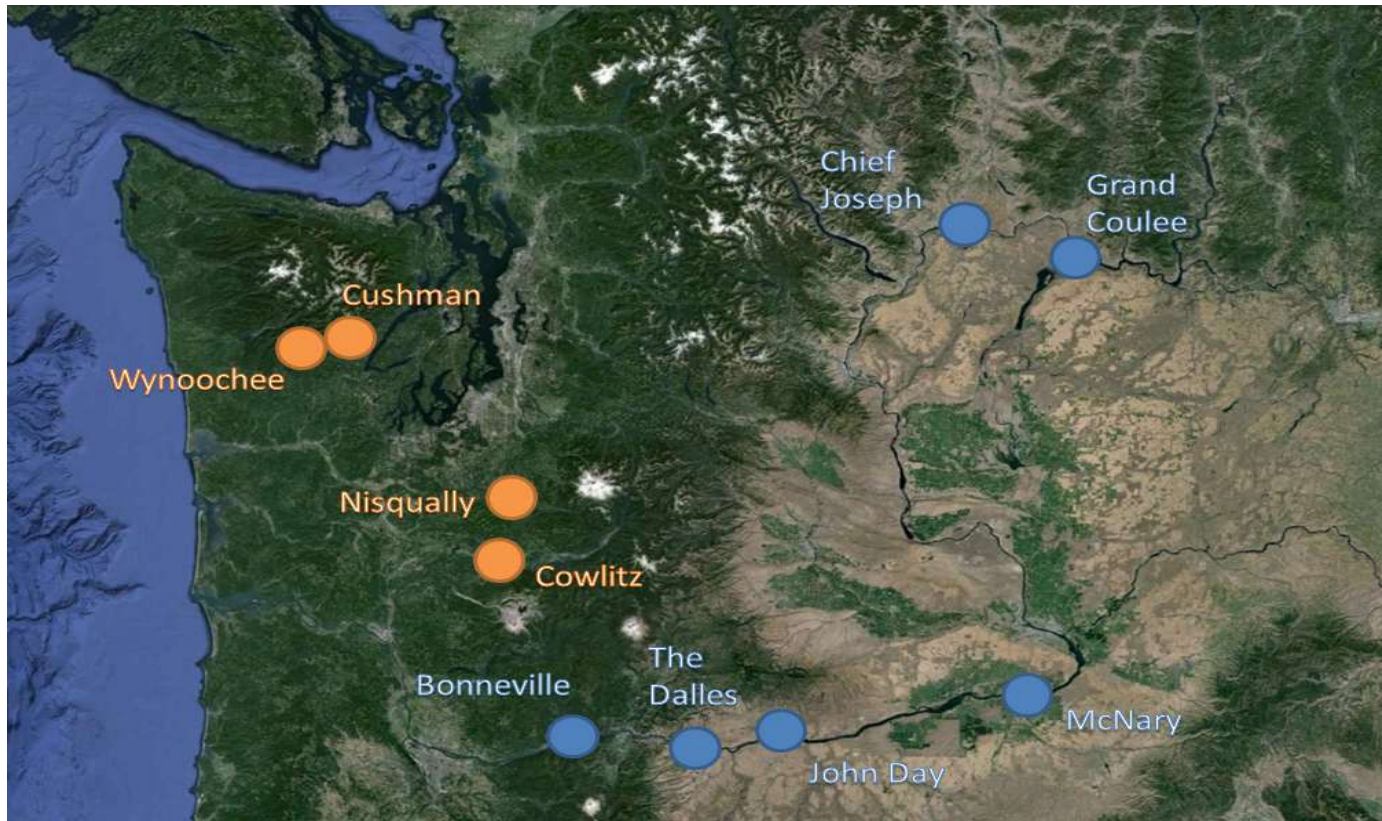 Chief
Joseph
Grand
Coulee
Cushman
Wynoochee
Nisqually
Cowlitz
The
Dalles
Bonneville
McNary
John Day